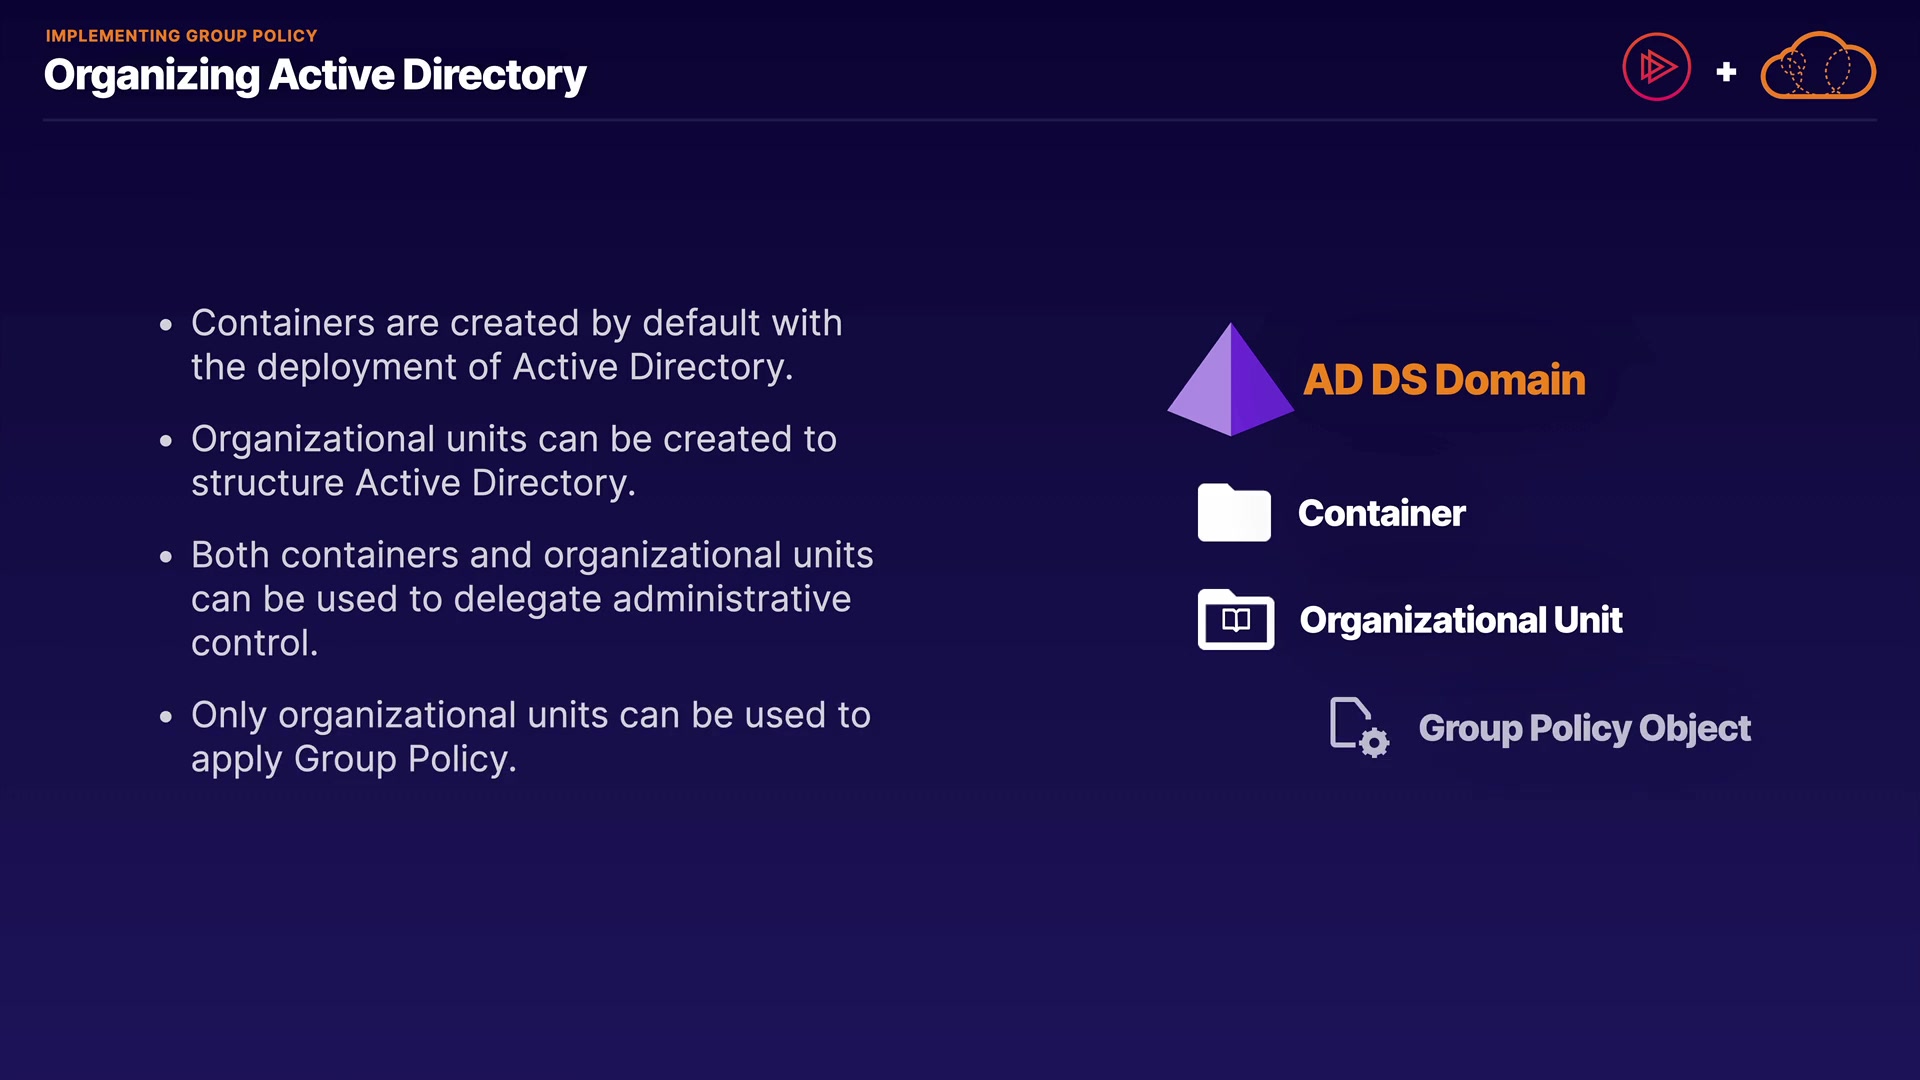 IMPLEMENTING GROUP POLICY
Organizing Active Directory
• Containers are created by default with
the deployment of Active Directory.
• Organizational units can be created to
structure Active Directory.
• Both containers and organizational units
can be used to delegate administrative
control.
• Only organizational units can be used to
apply Group Policy.
+
AD DS Domain
Container
Organizational Unit
Group Policy Object